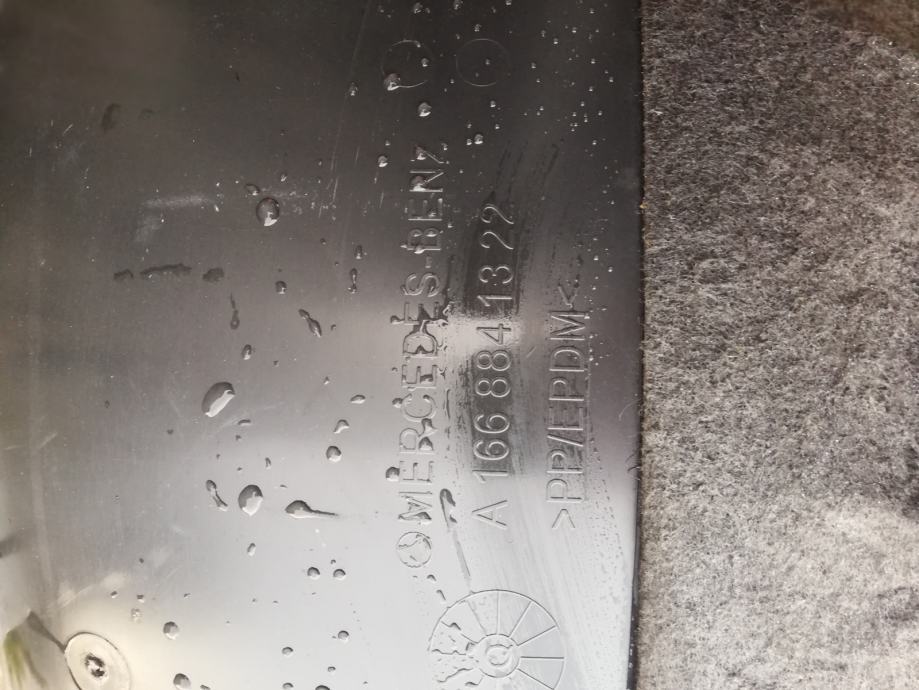 MERCEDES-BENZ
A 166 884 13 22
>PP/EPDM<